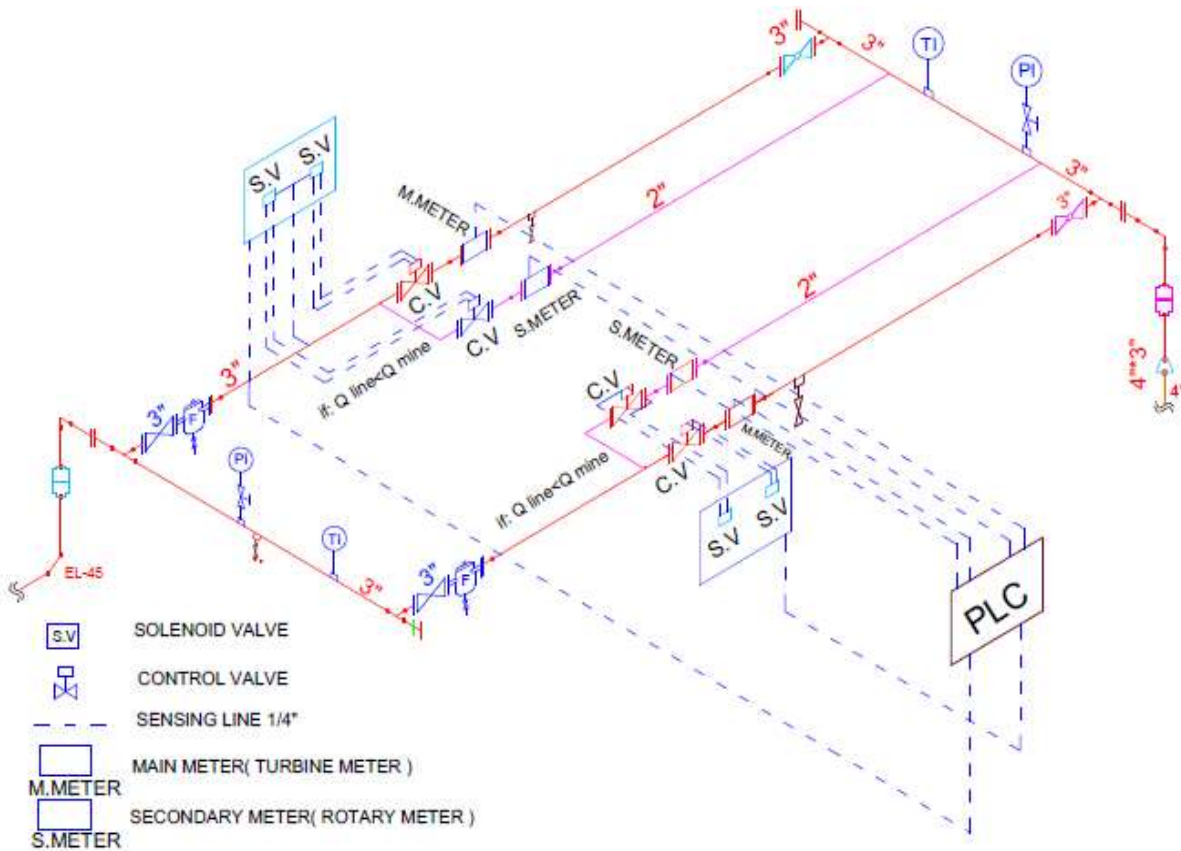 3"
3"
TI
PI
S.V
S.V
M.METER
2"
3"
3"
C.V
S.METER
C.V
2"
S.METER
4"*3"
4"
3"
if: Q line<Q mine
C.V
3"
F
M.METER
PI
if: Q line<Q mine
C.V
S.V
S.V
TI
EL-45
3"
3"
F
PLC
S.V
SOLENOID VALVE
CONTROL VALVE
SENSING LINE 1/4"
MAIN METER( TURBINE METER )
M.METER
SECONDARY METER( ROTARY METER )
S.METER